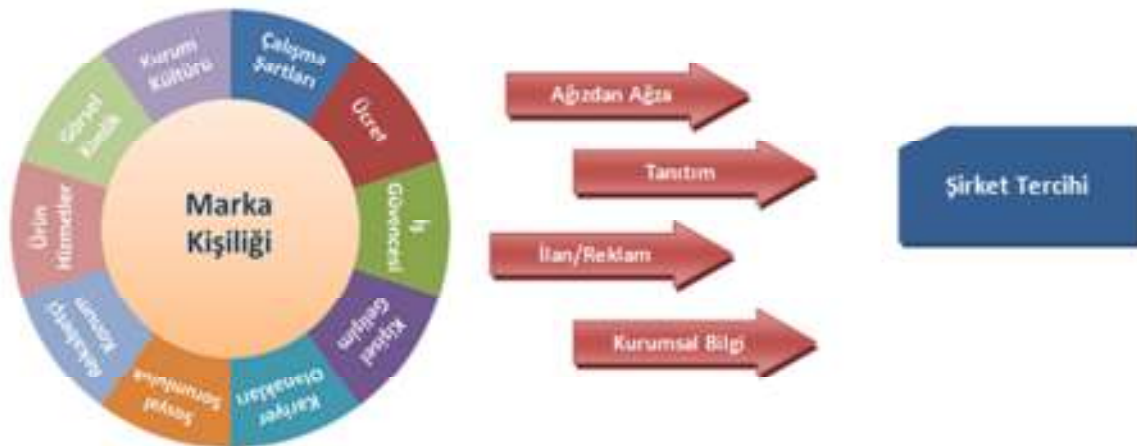 Kurum
Kültürü
Çalışma
Şartları
Ücret
İş
Güvencesi
Kişisel
Gelişim
Kariyer
Olanakları
Sosyal
Sorumluluk
Rekabetçi
Konum
Ürün
Hizmetler
Görsel
Kimlik
Marka
Kişiliği
Ağızdan Ağza
Tanıtım
İlan/Reklam
Kurumsal Bilgi
Şirket Tercihi